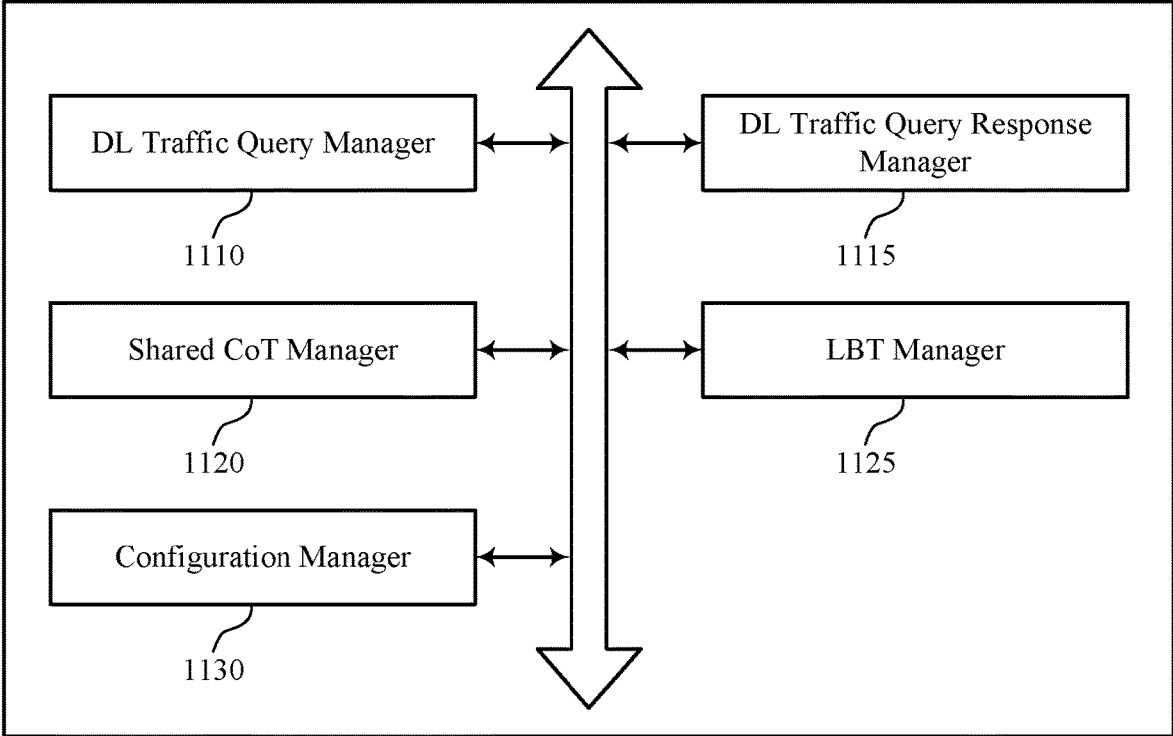 DL Traffic Query Manager
1110
DL Traffic Query Response
Manager
1115
Shared CoT Manager
1120
LBT Manager
1125
Configuration Manager
1130